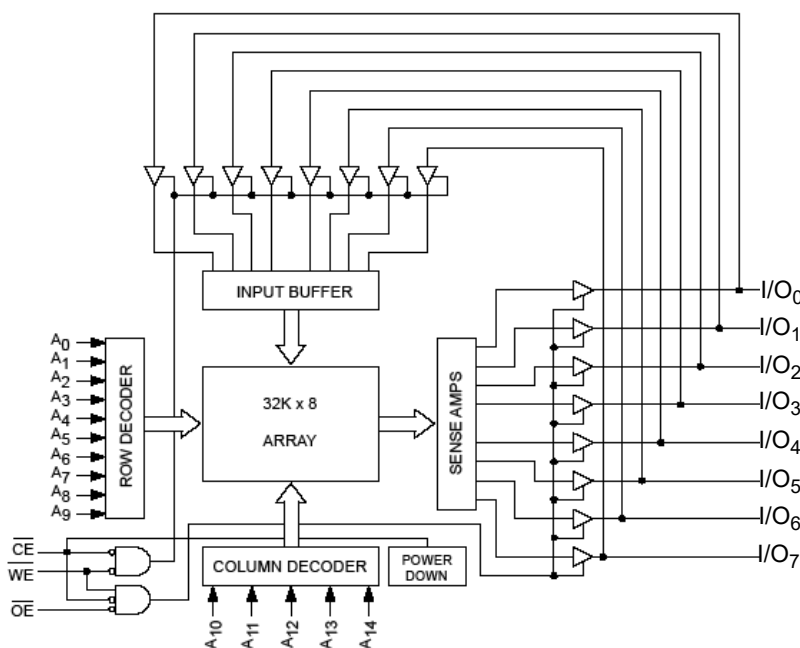 INPUT BUFFER
I/O0
I/O1
I/O2
I/O3
I/O4
I/O5
I/O6
I/O7
A0
A1
A2
A3
A4
A5
A6
A7
A8
A9
ROW DECODER
32K x 8
ARRAY
SENSE AMPS
CE
WE
OE
COLUMN DECODER
POWER
DOWN
A10
A11
A12
A13
A14